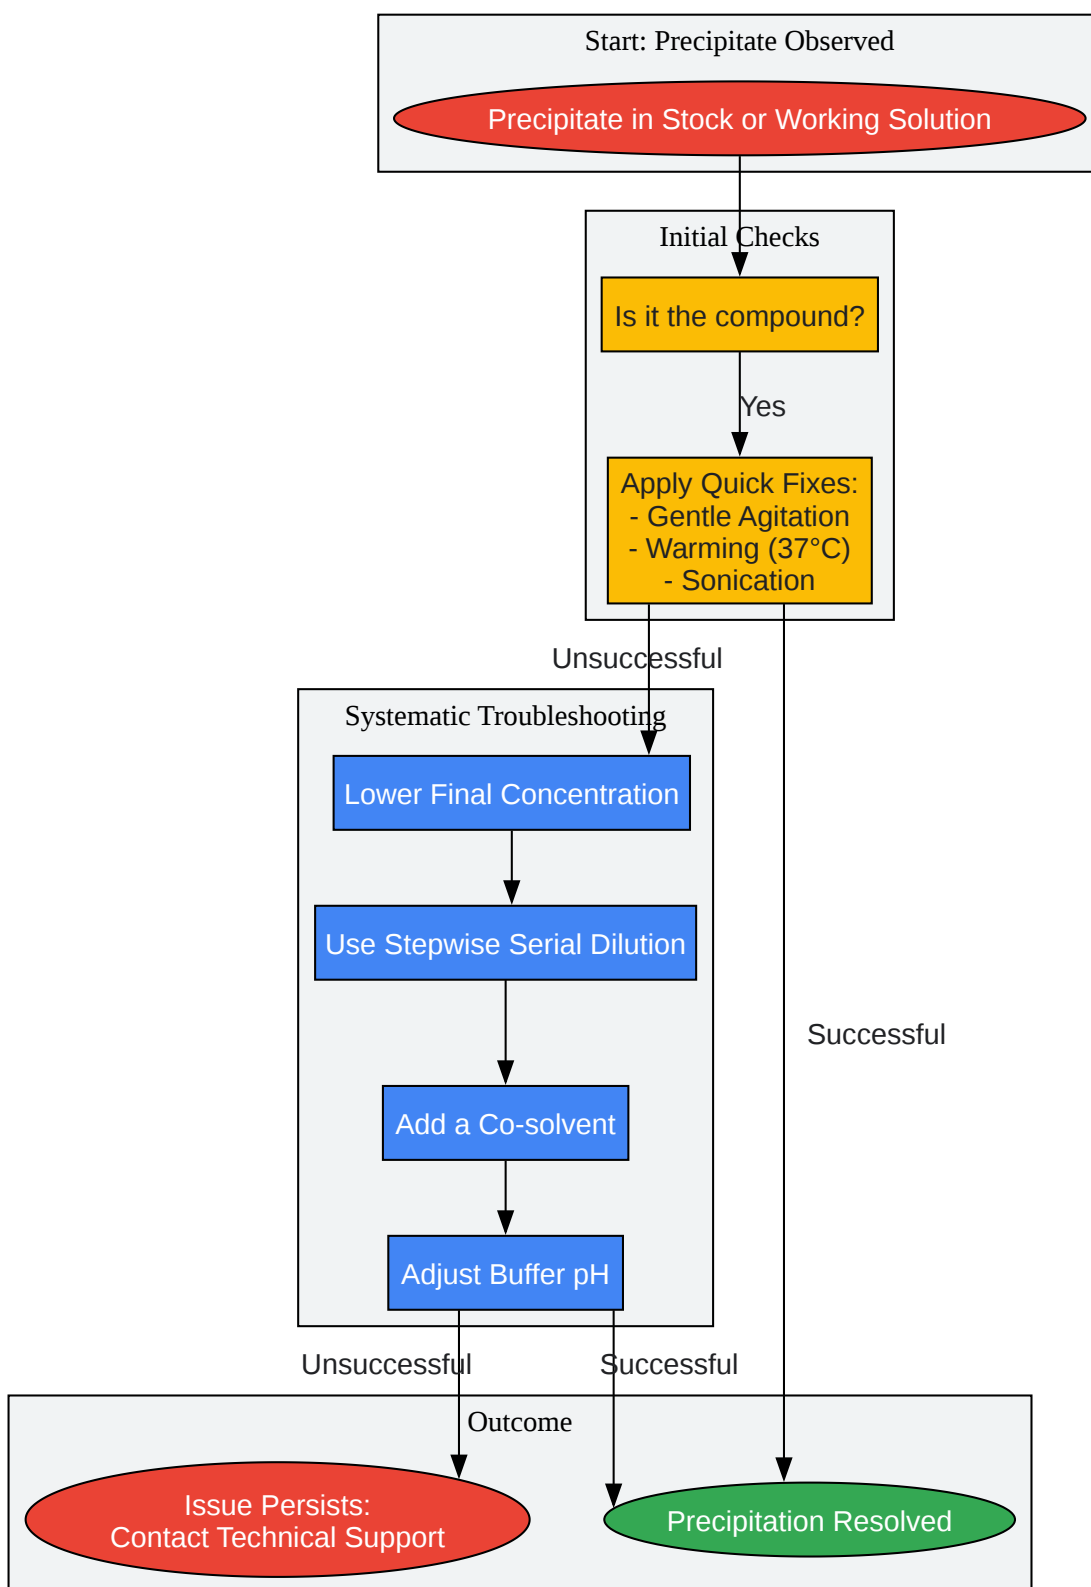 Start: Precipitate Observed
Precipitate in Stock or Working Solution
Initial Checks
Is it the compound?
Yes
Apply Quick Fixes:
- Gentle Agitation
- Warming (37°C)
- Sonication
Unsuccessful
Systematic Troubleshooting
Lower Final Concentration
Use Stepwise Serial Dilution
Successful
Add a Co-solvent
Adjust Buffer pH
Unsuccessful
Successful
Outcome
Issue Persists:
Contact Technical Support
Precipitation Resolved